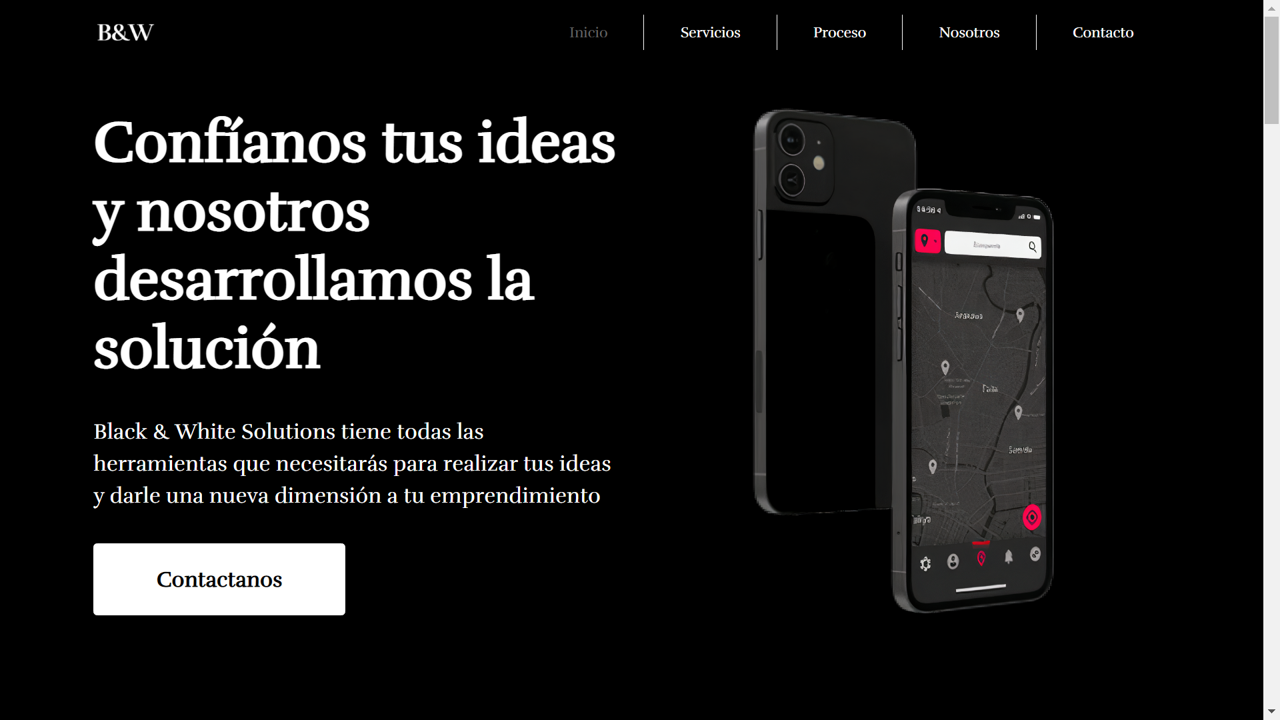 B&W
Inicio
Servicios
Proceso
Nosotros
Contacto
Confíanos tus ideas
y nosotros
desarrollamos la
solución
Black & White Solutions tiene todas las
herramientas que necesitarás para realizar tus ideas
y darle una nueva dimensión a tu emprendimiento
Contactanos